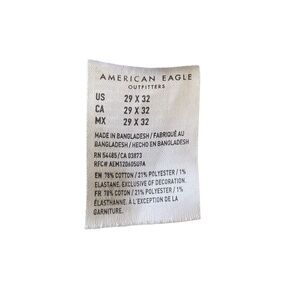 AMERICAN EAGLE
OUTFITTERS
US 29 X 32
CA 29 X 32
MX 29 X 32
MADE IN BANGLADESH / FABRIQUÉ AU
BANGLADESH / HECHO EN BANGLADESH
RN 54485/CA 03873
RFC# AEM1206050U9A
EN 78% COTTON / 21% POLYESTER / 1%
ELASTANE. EXCLUSIVE OF DECORATION.
FR 78% COTON / 21% POLYESTER / 1%
ÉLASTHANNE. À L'EXCEPTION DE LA
GARNITURE.